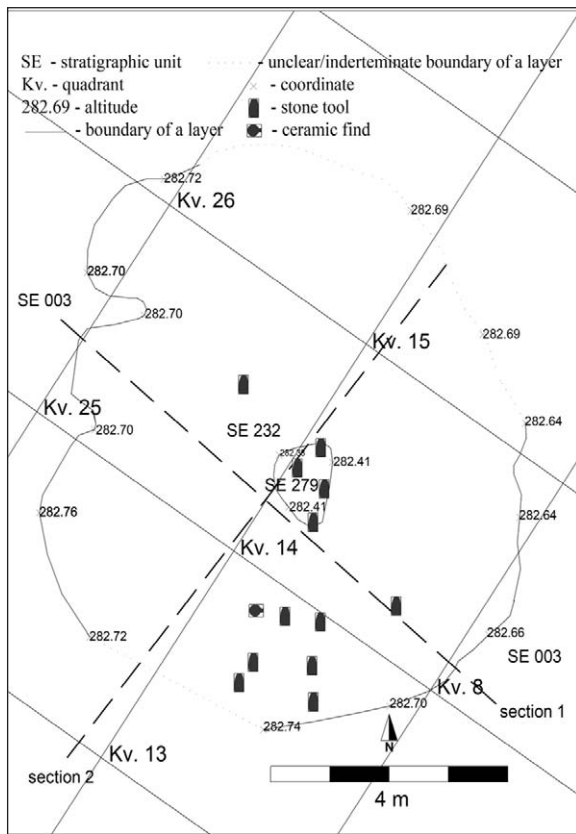 SE - stratigraphic unit
- unclear/inderteminate boundary of a layer
Kv. - quadrant
- coordinate
282.69 - altitude
- stone tool
- boundary of a layer
- ceramic find
282.72
Kv. 26
282.69
282.70
SE 003
282.70
282.69
Kv. 15
Kv. 25
282.64
282.70
SE 232
282.41
SE 279
282.76
282.41
282.64
Kv. 14
282.72
282.66
SE 003
Kv. 8
282.70
section 1
282.74
N
Kv. 13
section 2
4 m